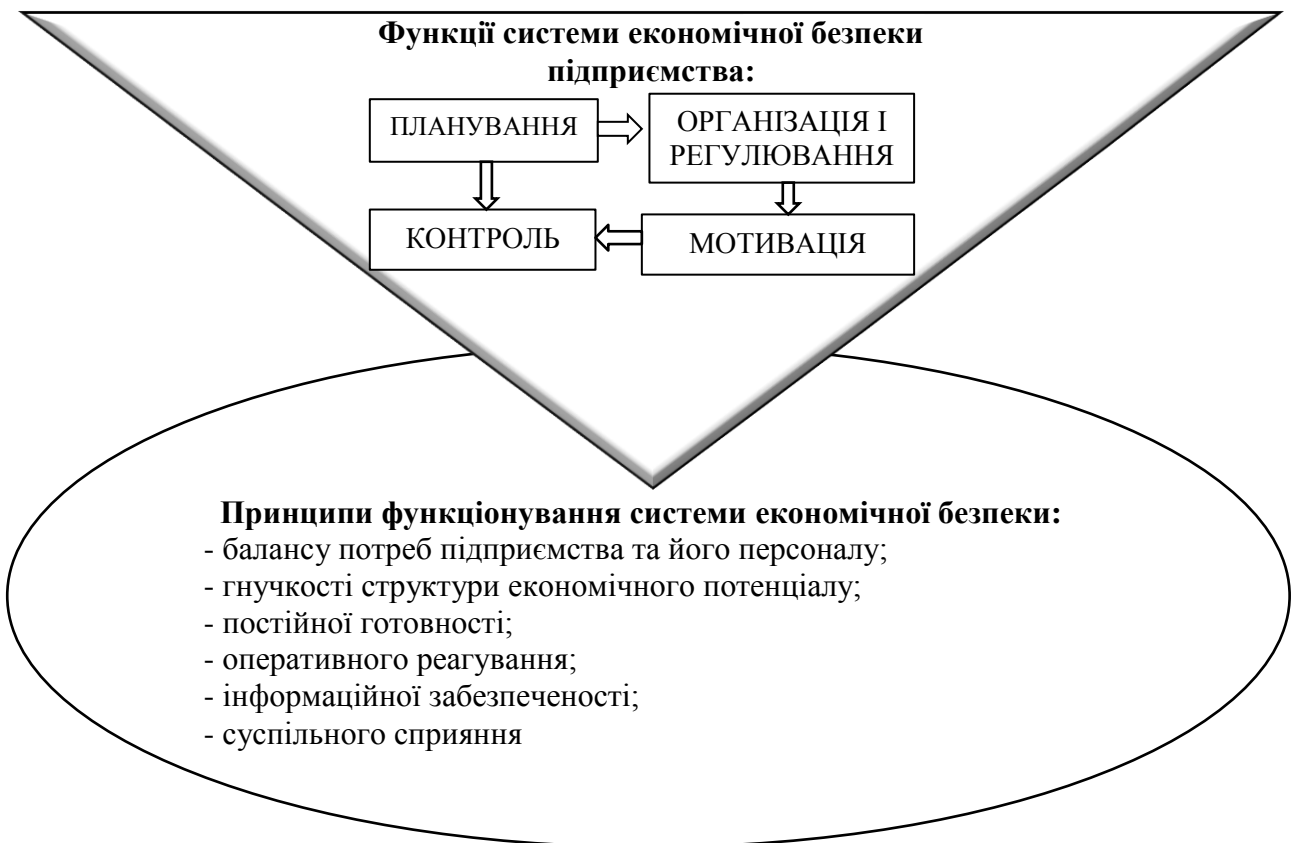 Функції системи економічної безпеки
підприємства:
ПЛАНУВАННЯ
ОРГАНІЗАЦІЯ І
РЕГУЛЮВАННЯ
КОНТРОЛЬ
МОТИВАЦІЯ
Принципи функціонування системи економічної безпеки:
- балансу потреб підприємства та його персоналу;
- гнучкості структури економічного потенціалу;
- постійної готовності;
- оперативного реагування;
- інформаційної забезпеченості;
- суспільного сприяння